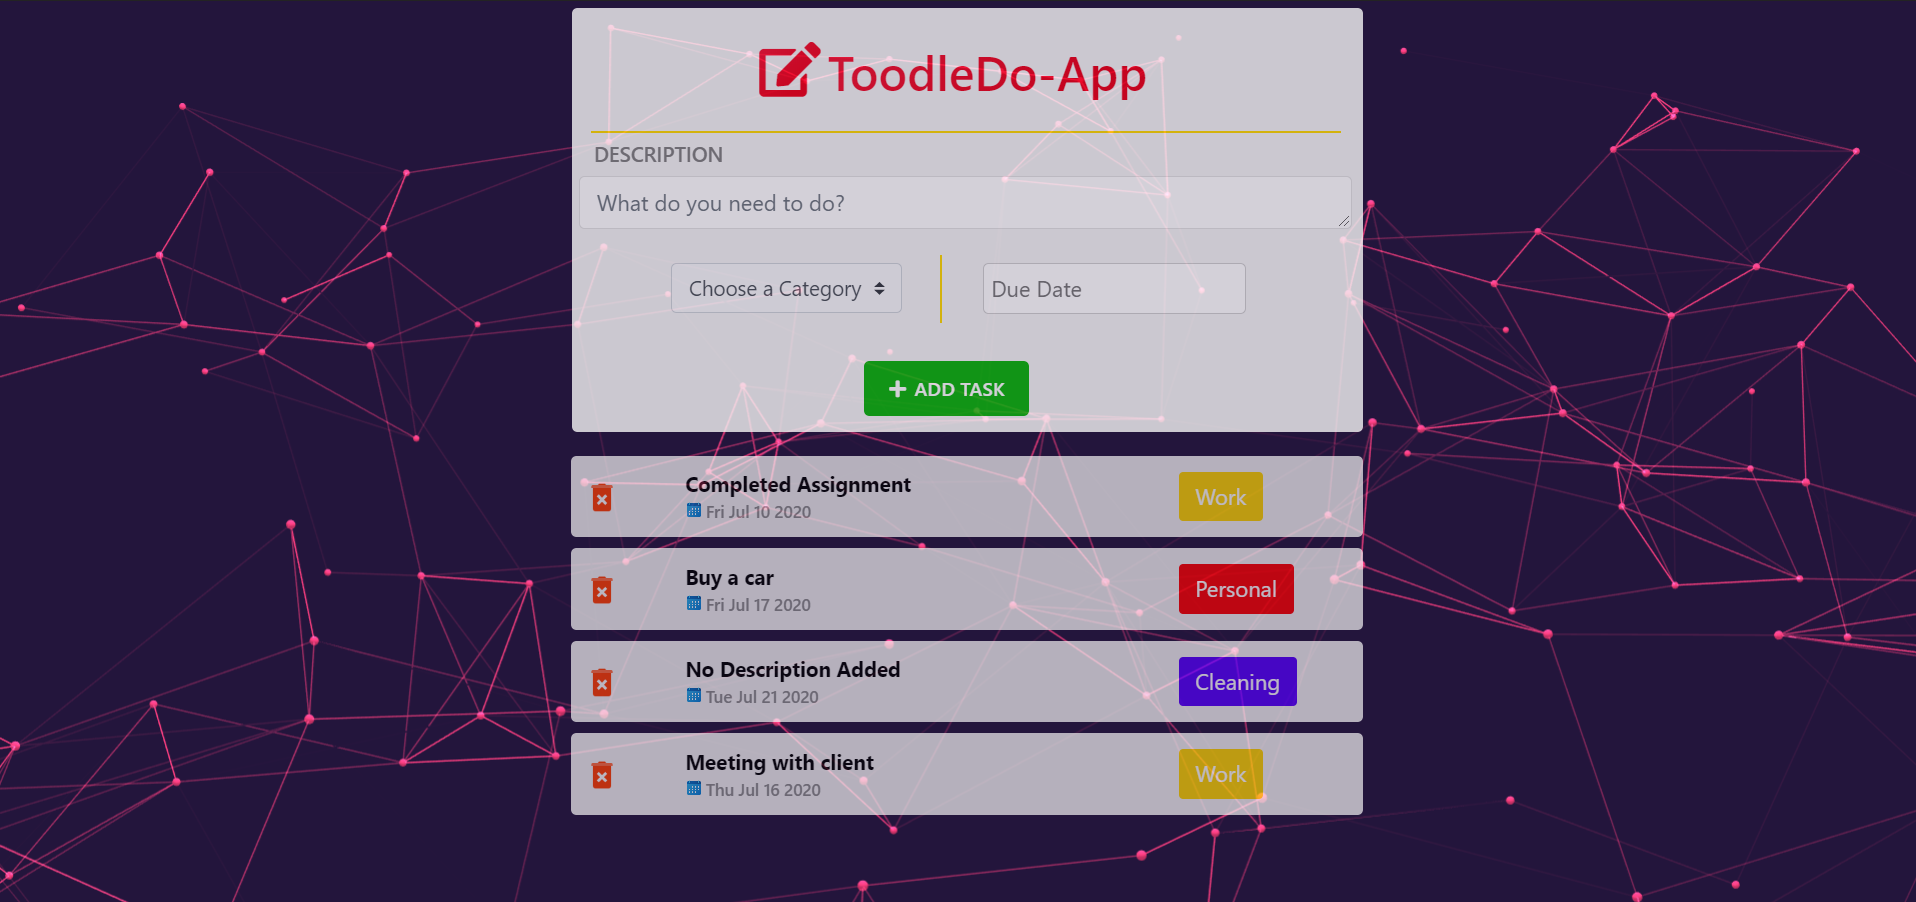 ToodleDo-App
DESCRIPTION
What do you need to do?
Choose a Category
Due Date
ADD TASK
Completed Assignment
Work
Fri Jul 10 2020
Buy a car
Personal
Fri Jul 17 2020
No Description Added
Cleaning
Tue Jul 21 2020
Meeting with client
Work
Thu Jul 16 2020